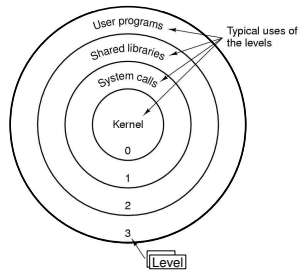 User programs
Typical uses of
the levels
Shared libraries
System calls
Kernel
0
1
2
3
Level